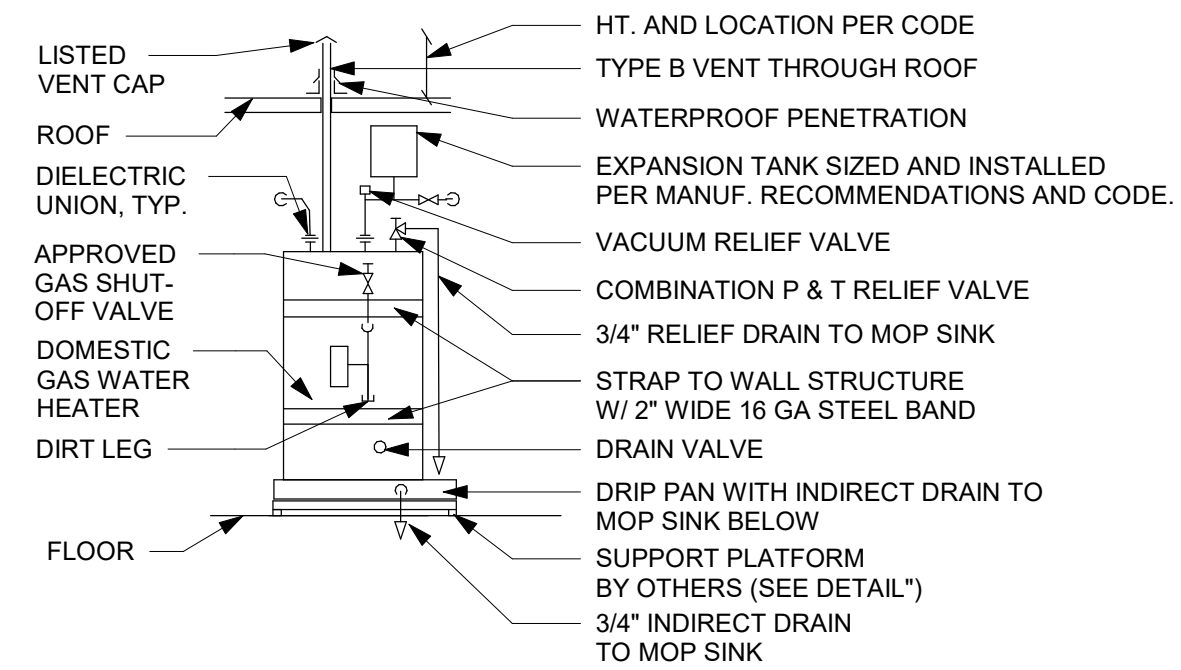 LISTED
VENT CAP
ROOF
DIELECTRIC
UNION, TYP.
APPROVED
GAS SHUT-
OFF VALVE
DOMESTIC
GAS WATER
HEATER
DIRT LEG
FLOOR
HT. AND LOCATION PER CODE
TYPE B VENT THROUGH ROOF
WATERPROOF PENETRATION
EXPANSION TANK SIZED AND INSTALLED
PER MANUF. RECOMMENDATIONS AND CODE.
VACUUM RELIEF VALVE
COMBINATION P & T RELIEF VALVE
3/4" RELIEF DRAIN TO MOP SINK
STRAP TO WALL STRUCTURE
W/ 2" WIDE 16 GA STEEL BAND
DRAIN VALVE
DRIP PAN WITH INDIRECT DRAIN TO
MOP SINK BELOW
SUPPORT PLATFORM
BY OTHERS (SEE DETAIL")
3/4" INDIRECT DRAIN
TO MOP SINK